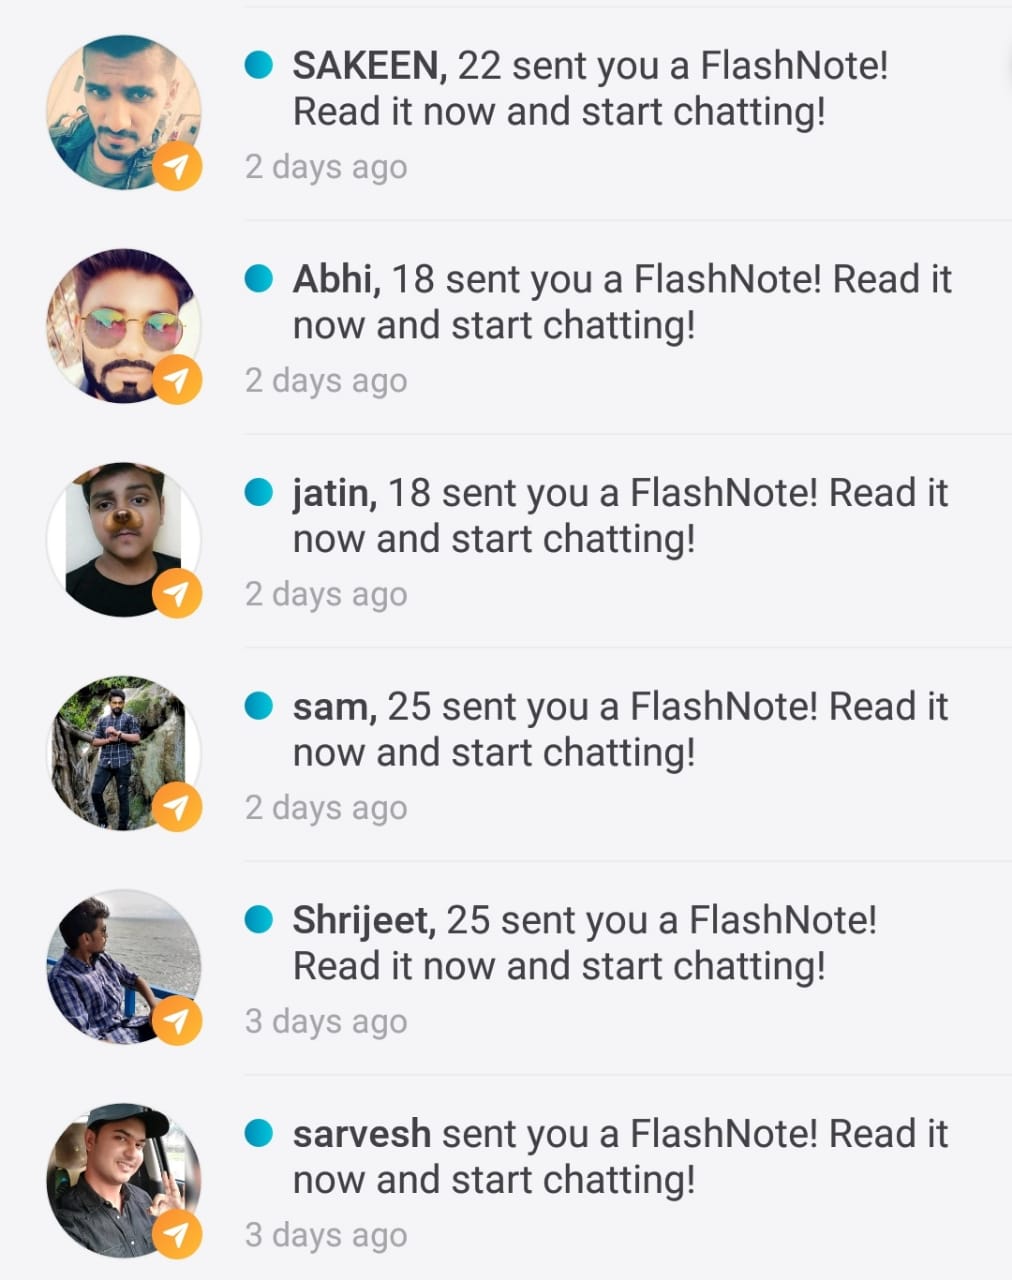 SAKEEN, 22 sent you a FlashNote!
Read it now and start chatting!
2 days ago
Abhi, 18 sent you a FlashNote! Read it
now and start chatting!
2 days ago
jatin, 18 sent you a FlashNote! Read it
now and start chatting!
2 days ago
sam, 25 sent you a FlashNote! Read it
now and start chatting!
2 days ago
Shrijeet, 25 sent you a FlashNote!
Read it now and start chatting!
3 days ago
sarvesh sent you a FlashNote! Read it
now and start chatting!
3 days ago